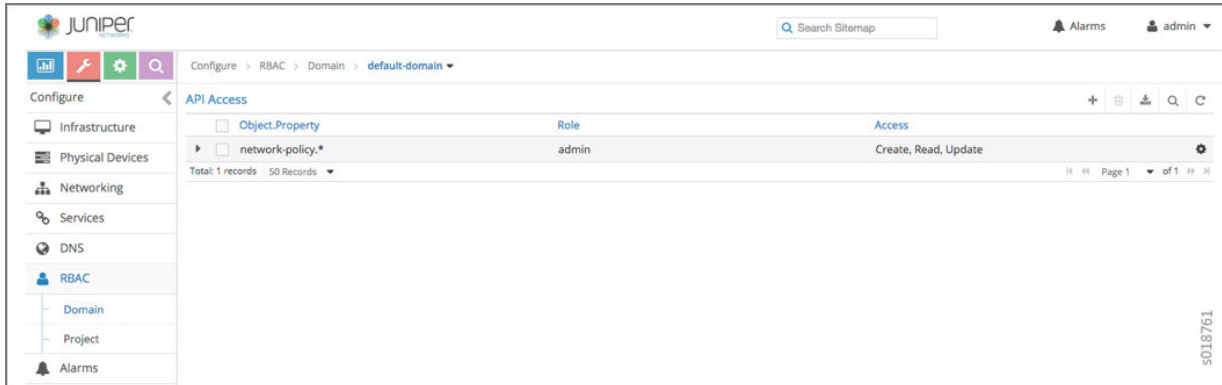 JUNIPER
NETWORKS
Search Sitemap
Alarms
admin
Configure > RBAC > Domain > default-domain
Configure
API Access
Object.Property Role Access
network-policy.* admin Create, Read, Update
Total: 1 records 50 Records Page 1 of 1
Infrastructure
Physical Devices
Networking
Services
DNS
RBAC
Domain
Project
Alarms
s018761